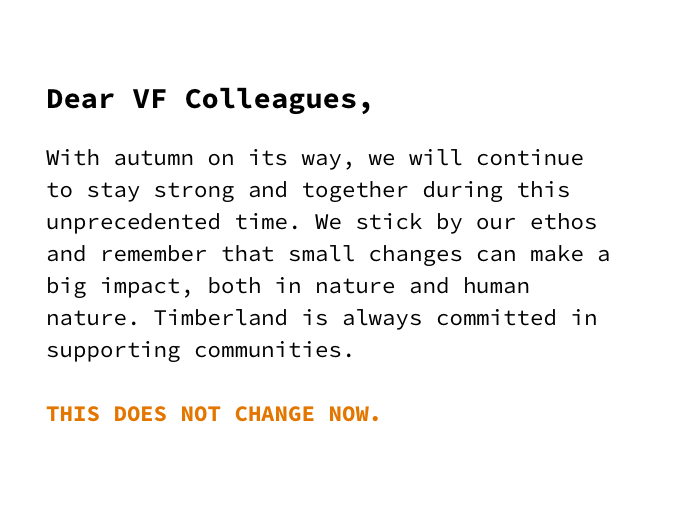 Dear VF Colleagues,
With autumn on its way, we will continue
to stay strong and together during this
unprecedented time. We stick by our ethos
and remember that small changes can make a
big impact, both in nature and human
nature. Timberland is always committed in
supporting communities.
THIS DOES NOT CHANGE NOW.